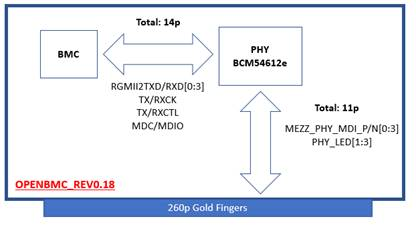 Total: 14p
BMC
PHY
BCM54612e
RGMII2TXD/RXD[0:3]
TX/RXCK
TX/RXCTL
MDC/MDIO
Total: 11p
MEZZ_PHY_MDI_P/N[0:3]
PHY_LED[1:3]
OPENBMC_REV0.18
260p Gold Fingers